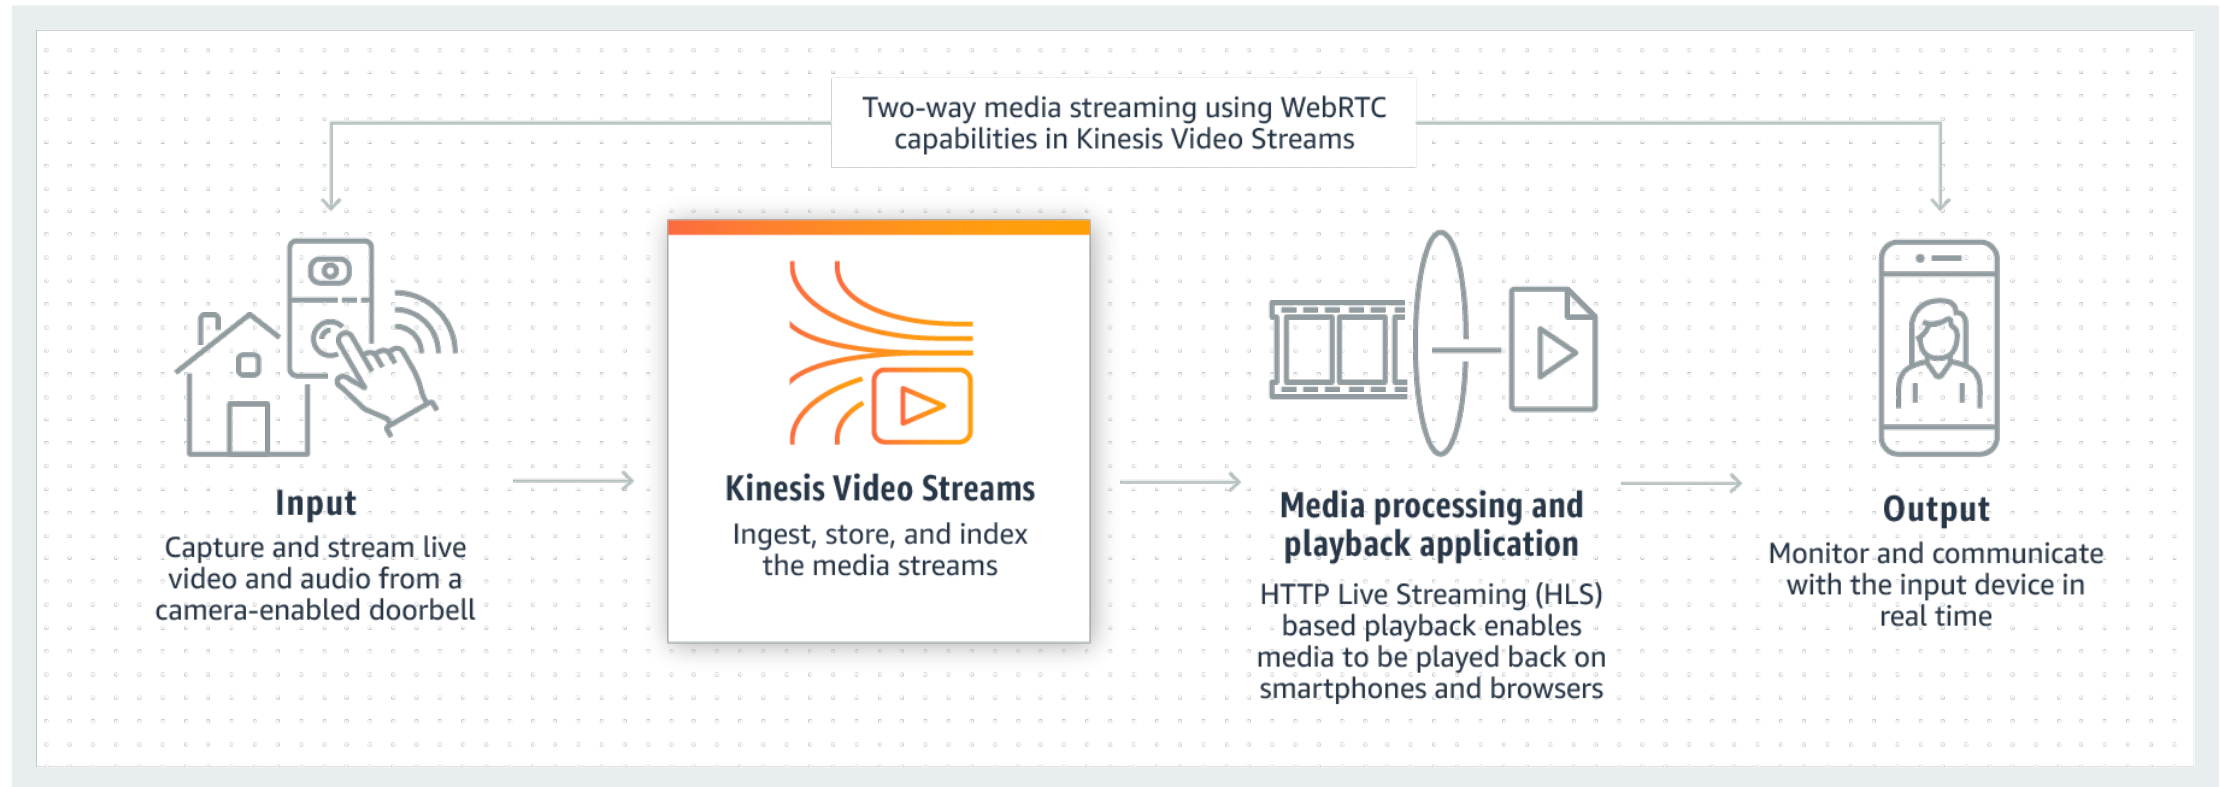 Two-way media streaming using WebRTC
capabilities in Kinesis Video Streams
Input
Capture and stream live
video and audio from a
camera-enabled doorbell
Kinesis Video Streams
Ingest, store, and index
the media streams
Media processing and
playback application
HTTP Live Streaming (HLS)
based playback enables
media to be played back on
smartphones and browsers
Output
Monitor and communicate
with the input device in
real time